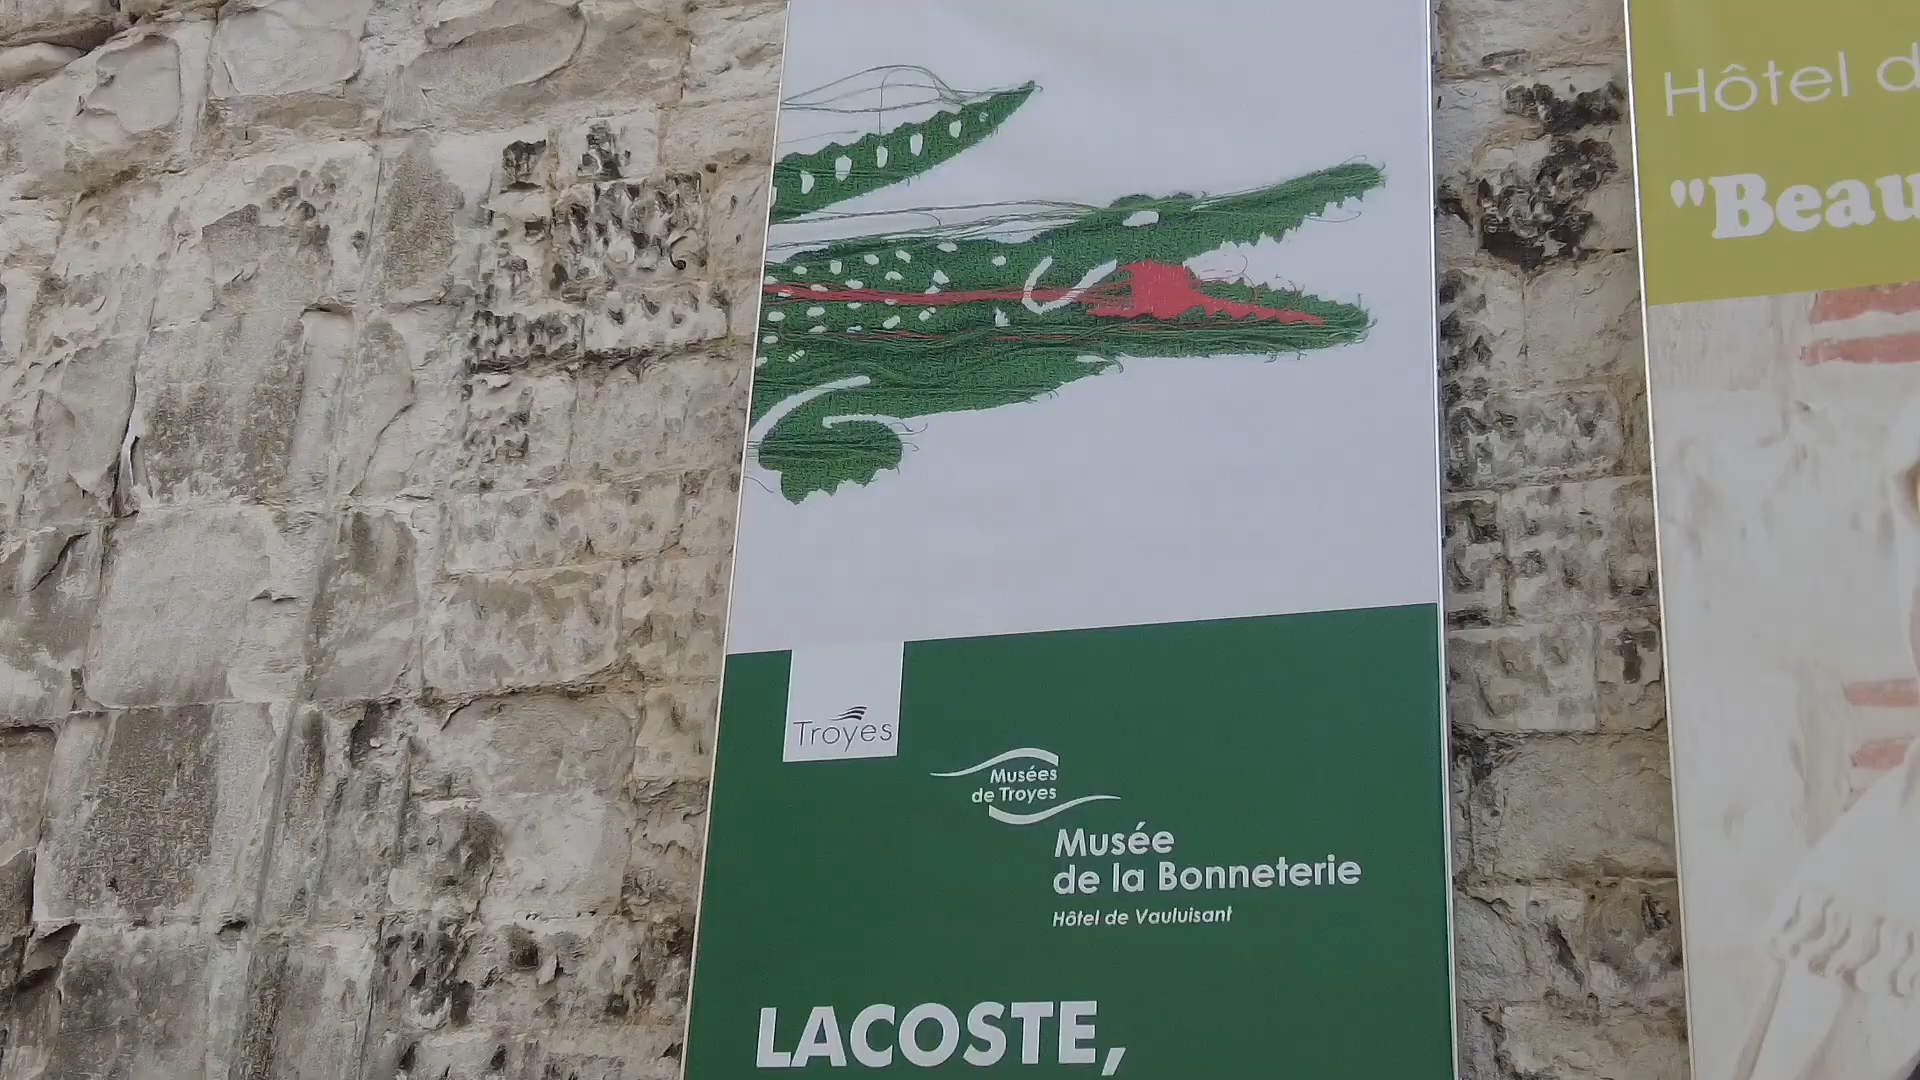 Troyes
Musées
de Troyes
Musée
de la Bonneterie
Hôtel de Vauluisant
LACOSTE,
Hôtel d
"Beau